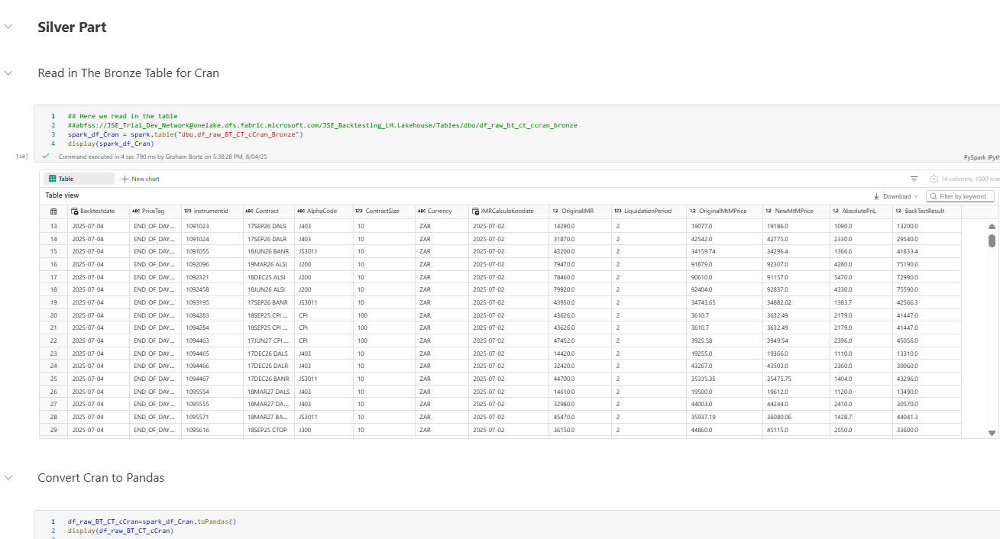 Silver Part
Read in The Bronze Table for Cran
1 ## Here we read in the table
2 ##abfss://JSE_Trial_Dev_Network@onelake.dfs.fabric.microsoft.com/JSE_Backtesting_LH.Lakehouse/Tables/dbo/df_raw_bt_ct_ccran_bronze
3 spark_df_Cran = spark.table("dbo.df_raw_BT_CT_cCran_Bronze")
4 display(spark_df_Cran)
[10] - Command executed in 4 sec 790 ms by Graham Bortz on 5:38:28 PM, 8/04/25 PySpark (Pyth
Table New chart 14 columns, 1000 row
Table view Download Filter by keyword
Backtestdate ABC PriceTag 123 instrumentid ABC Contract ABC AlphaCode 123 ContractSize ABC Currency IMRCalculationdate 1.2 OriginalIMR 123 LiquidationPeriod 1.2 OriginalMtMPrice 1.2 NewMtMPrice 1.2 AbsolutePnL 1.2 BackTestResult
13 2025-07-04 END_OF_DAY... 1091023 17SEP26 DALS J403 10 ZAR 2025-07-02 14290.0 2 19077.0 19186.0 1090.0 13200.0
14 2025-07-04 END_OF_DAY... 1091024 17SEP26 DALR J403 10 ZAR 2025-07-02 31870.0 2 42542.0 42775.0 2330.0 29540.0
15 2025-07-04 END_OF_DAY... 1091055 18JUN26 BANR JS3011 10 ZAR 2025-07-02 43200.0 2 34159.74 34296.4 1366.6 41833.4
16 2025-07-04 END_OF_DAY... 1092096 19MAR26 ALSI J200 10 ZAR 2025-07-02 79470.0 2 91879.0 92307.0 4280.0 75190.0
17 2025-07-04 END_OF_DAY... 1092321 18DEC25 ALSI J200 10 ZAR 2025-07-02 78460.0 2 90610.0 91157.0 5470.0 72990.0
18 2025-07-04 END_OF_DAY... 1092458 18JUN26 ALSI J200 10 ZAR 2025-07-02 79920.0 2 92404.0 92837.0 4330.0 75590.0
19 2025-07-04 END_OF_DAY... 1093195 17SEP26 BANR JS3011 10 ZAR 2025-07-02 43950.0 2 34743.65 34882.02 1383.7 42566.3
20 2025-07-04 END_OF_DAY... 1094283 18SEP25 CPI ... CPI 100 ZAR 2025-07-02 43626.0 2 3610.7 3632.49 2179.0 41447.0
21 2025-07-04 END_OF_DAY... 1094284 18SEP25 CPI ... CPI 100 ZAR 2025-07-02 43626.0 2 3610.7 3632.49 2179.0 41447.0
22 2025-07-04 END_OF_DAY... 1094463 17JUN27 CPI ... CPI 100 ZAR 2025-07-02 47452.0 2 3925.58 3949.54 2396.0 45056.0
23 2025-07-04 END_OF_DAY... 1094465 17DEC26 DALS J403 10 ZAR 2025-07-02 14420.0 2 19255.0 19366.0 1110.0 13310.0
24 2025-07-04 END_OF_DAY... 1094466 17DEC26 DALR J403 10 ZAR 2025-07-02 32420.0 2 43267.0 43503.0 2360.0 30060.0
25 2025-07-04 END_OF_DAY... 1094467 17DEC26 BANR JS3011 10 ZAR 2025-07-02 44700.0 2 35335.35 35475.75 1404.0 43296.0
26 2025-07-04 END_OF_DAY... 1095554 18MAR27 DALS J403 10 ZAR 2025-07-02 14610.0 2 19500.0 19612.0 1120.0 13490.0
27 2025-07-04 END_OF_DAY... 1095555 18MAR27 DA... J403 10 ZAR 2025-07-02 32980.0 2 44003.0 44244.0 2410.0 30570.0
28 2025-07-04 END_OF_DAY... 1095571 18MAR27 BA... JS3011 10 ZAR 2025-07-02 45470.0 2 35937.19 36080.06 1428.7 44041.3
29 2025-07-04 END_OF_DAY... 1095616 18SEP25 CTOP J300 10 ZAR 2025-07-02 36150.0 2 44860.0 45115.0 2550.0 33600.0
Convert Cran to Pandas
1 df_raw_BT_CT_cCran=spark_df_Cran.toPandas()
2 display(df_raw_BT_CT_cCran)